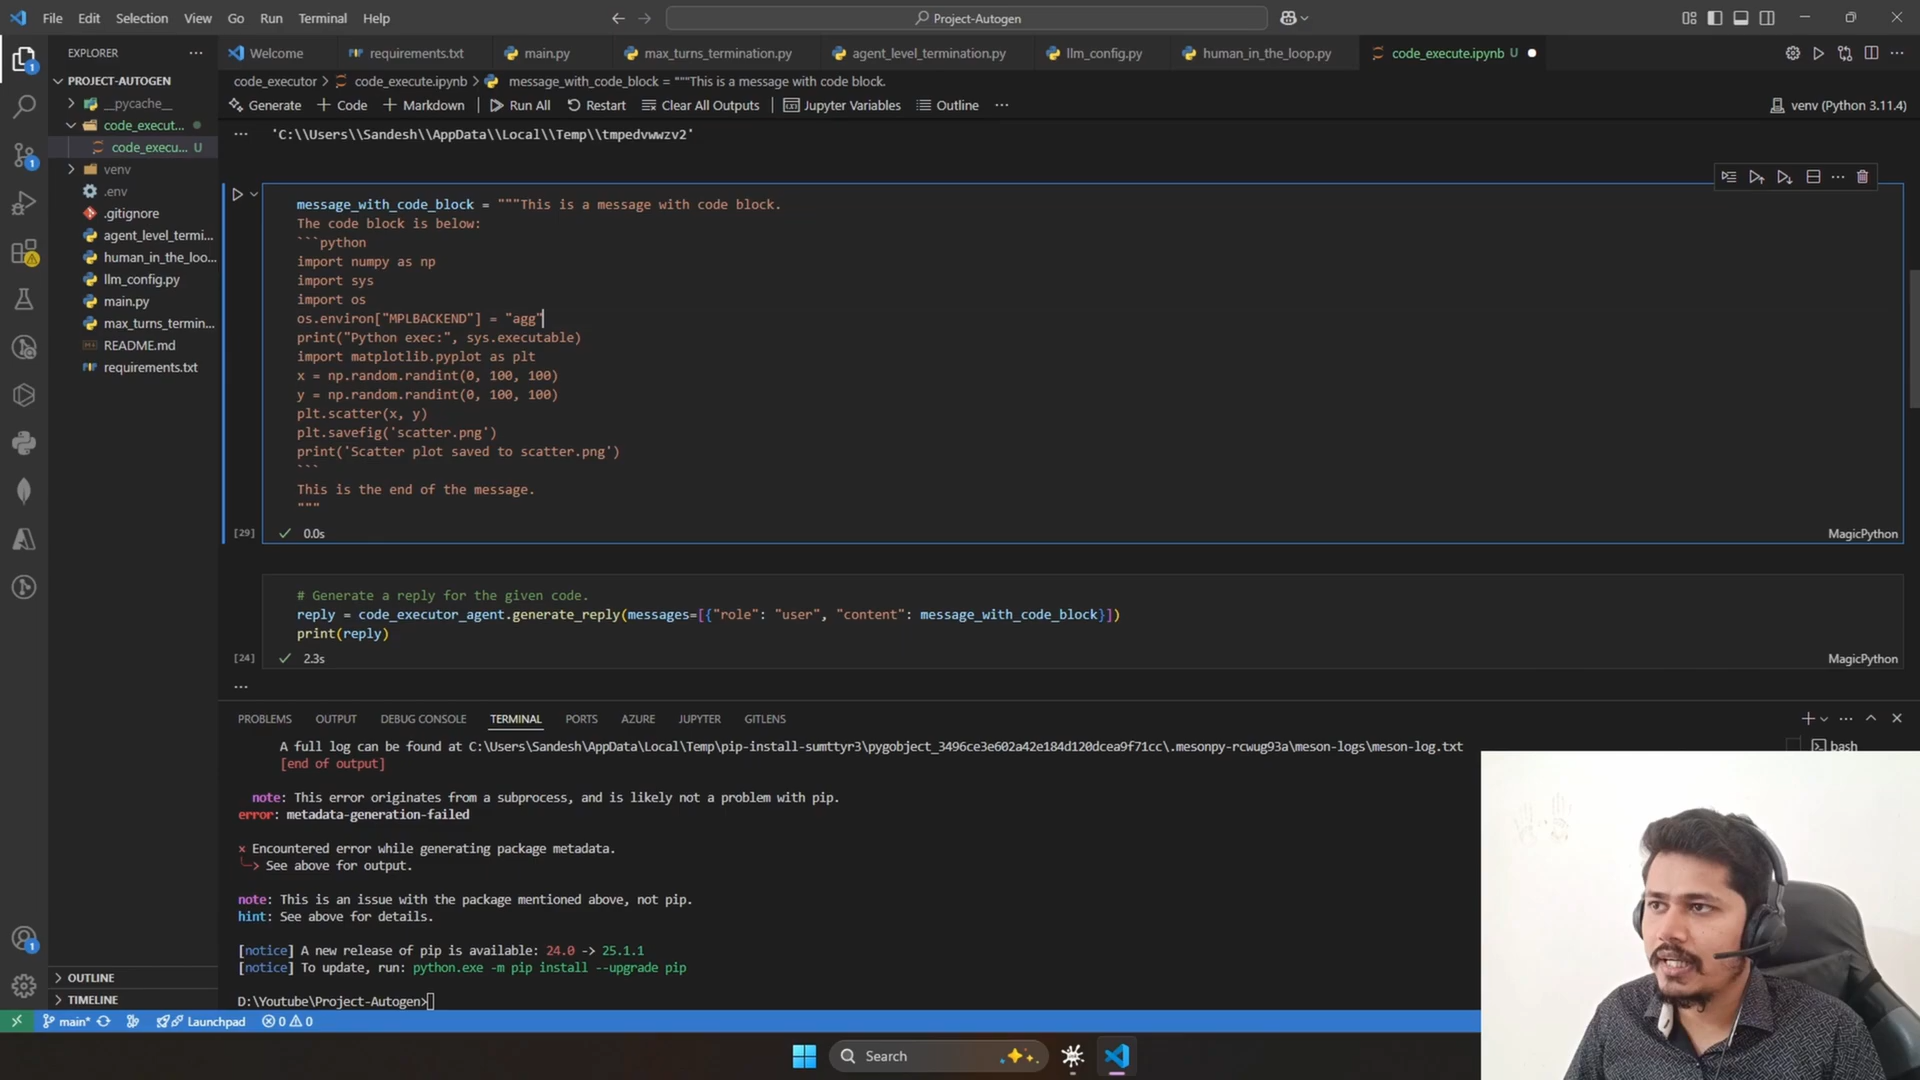 File Edit Selection View Go Run Terminal Help
Project-Autogen
EXPLORER
Welcome requirements.txt main.py max_turns_termination.py agent_level_termination.py llm_config.py human_in_the_loop.py code_execute.ipynb U
PROJECT-AUTOGEN
code_executor > code_execute.ipynb > message_with_code_block = """This is a message with code block.
__pycache__
code_execut...
code_execu... U
venv
.env
.gitignore
agent_level_termi...
human_in_the_loo...
llm_config.py
main.py
max_turns_termin...
README.md
requirements.txt
OUTLINE
TIMELINE
Generate + Code + Markdown Run All Restart Clear All Outputs Jupyter Variables Outline ...
venv (Python 3.11.4)
... 'C:\\Users\\Sandesh\\AppData\\Local\\Temp\\tmpedvwwzv2'
message_with_code_block = """This is a message with code block.
The code block is below:
```python
import numpy as np
import sys
import os
os.environ["MPLBACKEND"] = "agg"
print("Python exec:", sys.executable)
import matplotlib.pyplot as plt
x = np.random.randint(0, 100, 100)
y = np.random.randint(0, 100, 100)
plt.scatter(x, y)
plt.savefig('scatter.png')
print('Scatter plot saved to scatter.png')
```
This is the end of the message.
"""
[29] 0.0s MagicPython
# Generate a reply for the given code.
reply = code_executor_agent.generate_reply(messages=[{"role": "user", "content": message_with_code_block}])
print(reply)
[24] 2.3s MagicPython
...
PROBLEMS OUTPUT DEBUG CONSOLE TERMINAL PORTS AZURE JUPYTER GITLENS
A full log can be found at C:\Users\Sandesh\AppData\Local\Temp\pip-install-sumttyr3\pygobject_3496ce3e602a42e184d120dcea9f71cc\.mesonpy-rcwug93a\meson-logs\meson-log.txt
[end of output]
note: This error originates from a subprocess, and is likely not a problem with pip.
error: metadata-generation-failed
× Encountered error while generating package metadata.
╰─> See above for output.
note: This is an issue with the package mentioned above, not pip.
hint: See above for details.
[notice] A new release of pip is available: 24.0 -> 25.1.1
[notice] To update, run: python.exe -m pip install --upgrade pip
D:\Youtube\Project-Autogen>
bash
main* Launchpad 0 0
Search